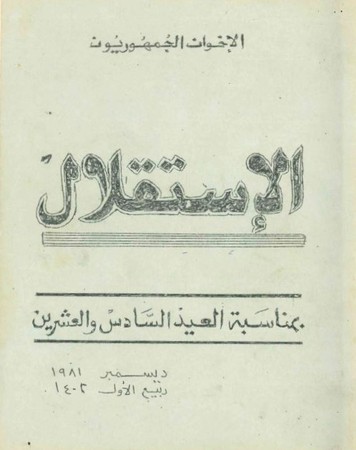 الإخوان الجمهوريون
الإستقلال
بمناسبة العيد السادس والعشرين
ديسمبر ١٩٨١
ربيع الأول ١٤٠٢